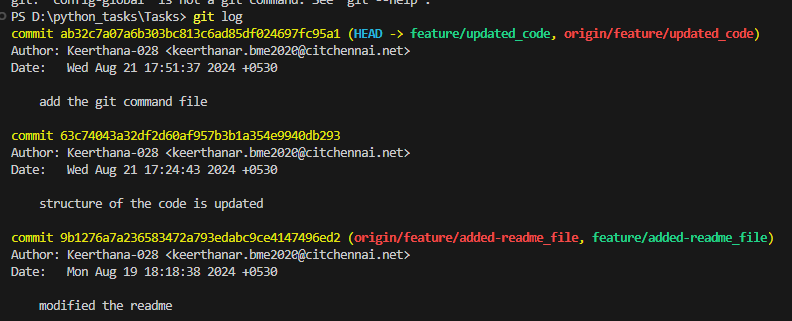 git: 'config-global' is not a git command. See 'git --help'.
PS D:\python_tasks\Tasks> git log
commit ab32c7a07a6b303bc813c6ad85df024697fc95a1 (HEAD -> feature/updated_code, origin/feature/updated_code)
Author: Keerthana-028 <keerthanar.bme2020@citchennai.net>
Date:   Wed Aug 21 17:51:37 2024 +0530
add the git command file
commit 63c74043a32df2d60af957b3b1a354e9940db293
Author: Keerthana-028 <keerthanar.bme2020@citchennai.net>
Date:   Wed Aug 21 17:24:43 2024 +0530
structure of the code is updated
commit 9b1276a7a236583472a793edabc9ce4147496ed2 (origin/feature/added-readme_file, feature/added-readme_file)
Author: Keerthana-028 <keerthanar.bme2020@citchennai.net>
Date:   Mon Aug 19 18:18:38 2024 +0530
modified the readme